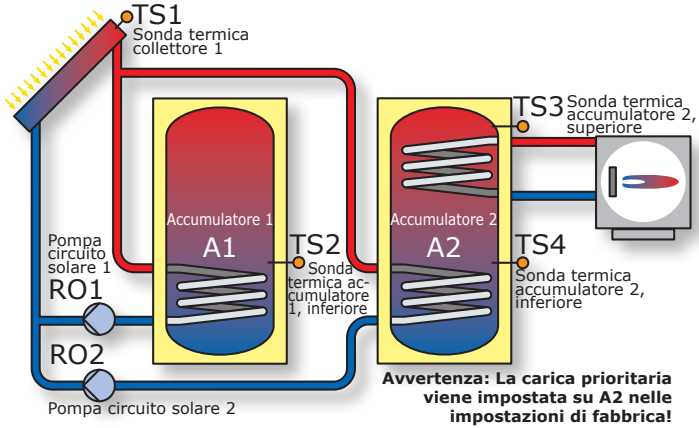 TS1
Sonda termica
collettore 1
TS3
Sonda termica
accumulatore 2,
superiore
Accumulatore 1
A1
Accumulatore 2
A2
TS2
Sonda
termica ac-
cumulatore
1, inferiore
TS4
Sonda termica
accumulatore 2,
inferiore
Pompa
circuito
solare 1
RO1
RO2
Pompa circuito solare 2
Avvertenza: La carica prioritaria
viene impostata su A2 nelle
impostazioni di fabbrica!